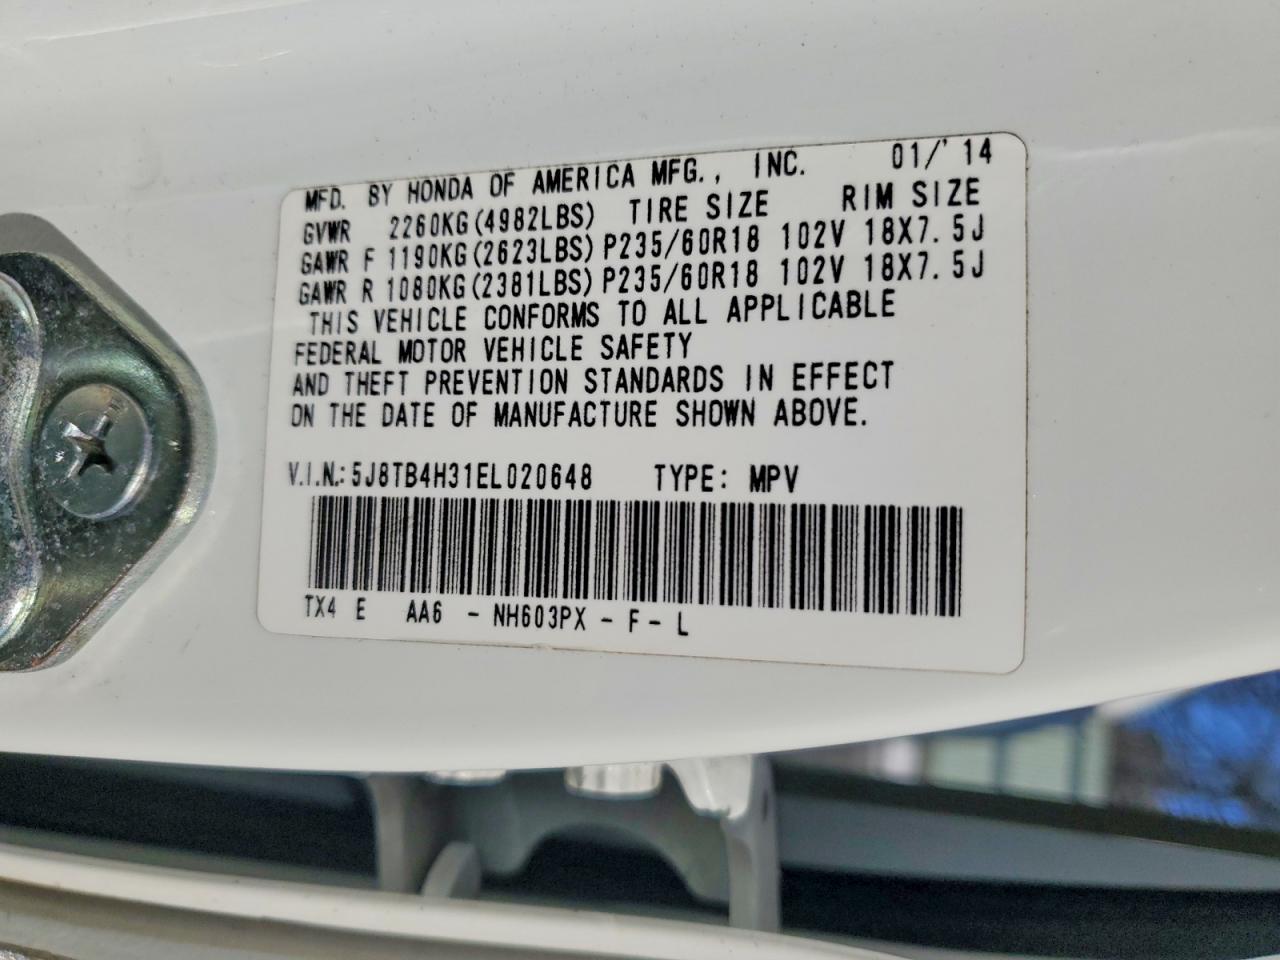 MFD. BY HONDA OF AMERICA MFG., INC. 01/'14
GVWR 2260KG(4982LBS) TIRE SIZE RIM SIZE
GAWR F 1190KG(2623LBS) P235/60R18 102V 18X7.5J
GAWR R 1080KG(2381LBS) P235/60R18 102V 18X7.5J
THIS VEHICLE CONFORMS TO ALL APPLICABLE
FEDERAL MOTOR VEHICLE SAFETY
AND THEFT PREVENTION STANDARDS IN EFFECT
ON THE DATE OF MANUFACTURE SHOWN ABOVE.
V.I.N.: 5J8TB4H31EL020648 TYPE: MPV
TX4 E AA6 - NH603PX - F - L